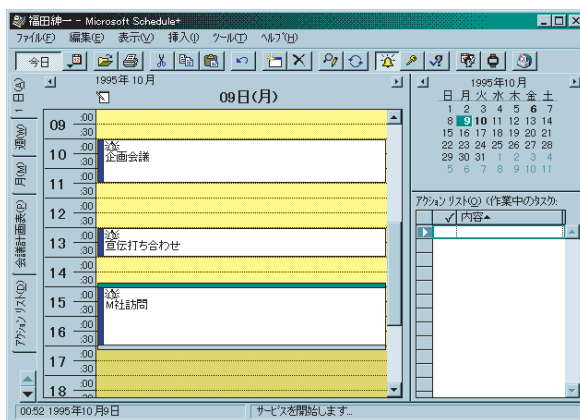 福田紳一 - Microsoft Schedule+
ファイル(F) 編集(E) 表示(V) 挿入(I) ツール(T) ヘルプ(H)
今日
1995年10月
09日(月)
1日(A)
週(W)
月(M)
会議計画表(P)
アクション リスト(O)
09 :00
:30
10 :00 企画会議
:30
11 :00
:30
12 :00
:30
13 :00 宣伝打ち合わせ
:30
14 :00
:30
15 :00 M社訪問
:30
16 :00
:30
17 :00
:30
18 :00
1995年10月
日 月 火 水 木 金 土
1 2 3 4 5 6 7
8 9 10 11 12 13 14
15 16 17 18 19 20 21
22 23 24 25 26 27 28
29 30 31 1 2 3 4
5 6 7 8 9 10 11
アクション リスト(O) (作業中のタスク):
内容
00:52 1995年10月9日
サービスを開始します...